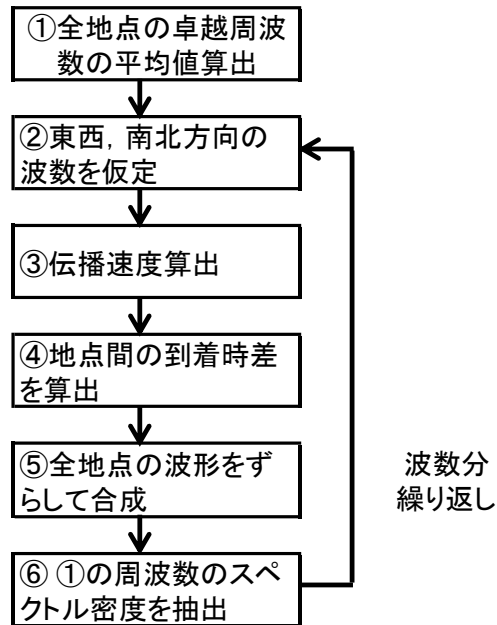 ①全地点の卓越周波
数の平均値算出
②東西，南北方向の
波数を仮定
③伝播速度算出
④地点間の到着時差
を算出
⑤全地点の波形をず
らして合成
波数分
繰り返し
⑥ ①の周波数のスペ
クトル密度を抽出